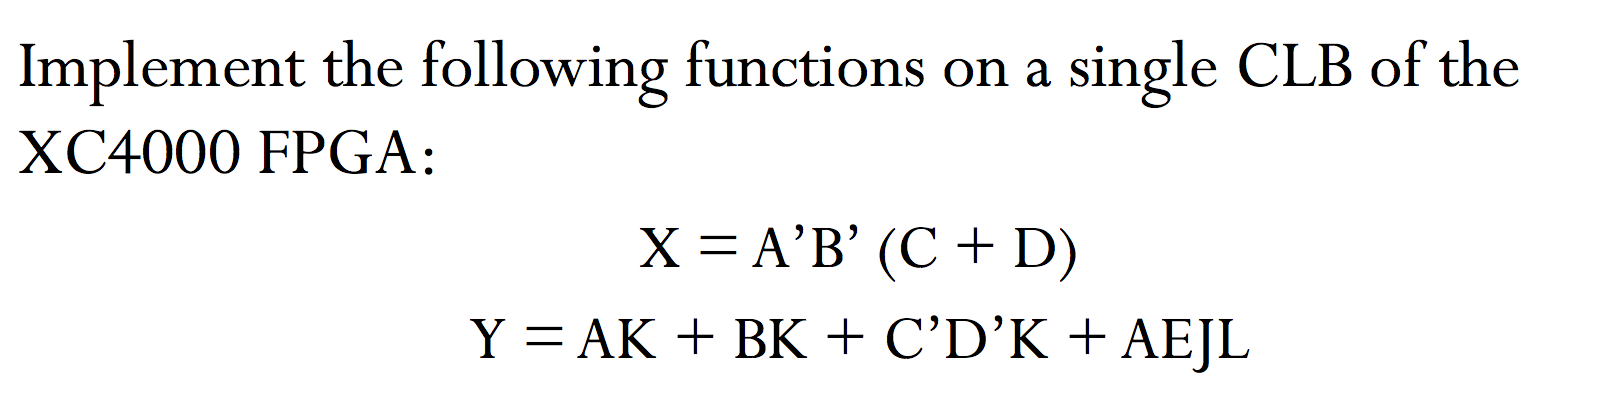 Implement the following functions on a single CLB of the
XC4000 FPGA:
X = A’B’ (C + D)
Y = AK + BK + C’D’K + AEJL